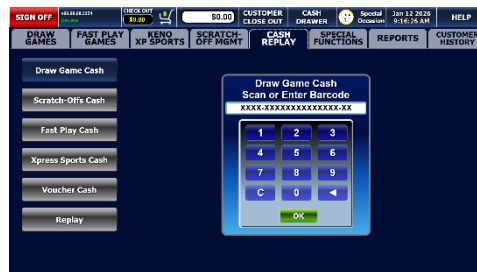 SIGN OFF
CHECK OUT
$0.00
0
$0.00
CUSTOMER
CLOSE OUT
CASH
DRAWER
Special
Occasion
Jan 12 2026
9:16:26 AM
HELP
DRAW
GAMES
FAST PLAY
GAMES
KENO
XP SPORTS
SCRATCH-
OFF MGMT
CASH
REPLAY
SPECIAL
FUNCTIONS
REPORTS
CUSTOMER
HISTORY
Draw Game Cash
Scratch-Offs Cash
Fast Play Cash
Xpress Sports Cash
Voucher Cash
Replay
Draw Game Cash
Scan or Enter Barcode
XXXX-XXXXXXXXXXXXXX-XX
1 2 3
4 5 6
7 8 9
C 0
OK